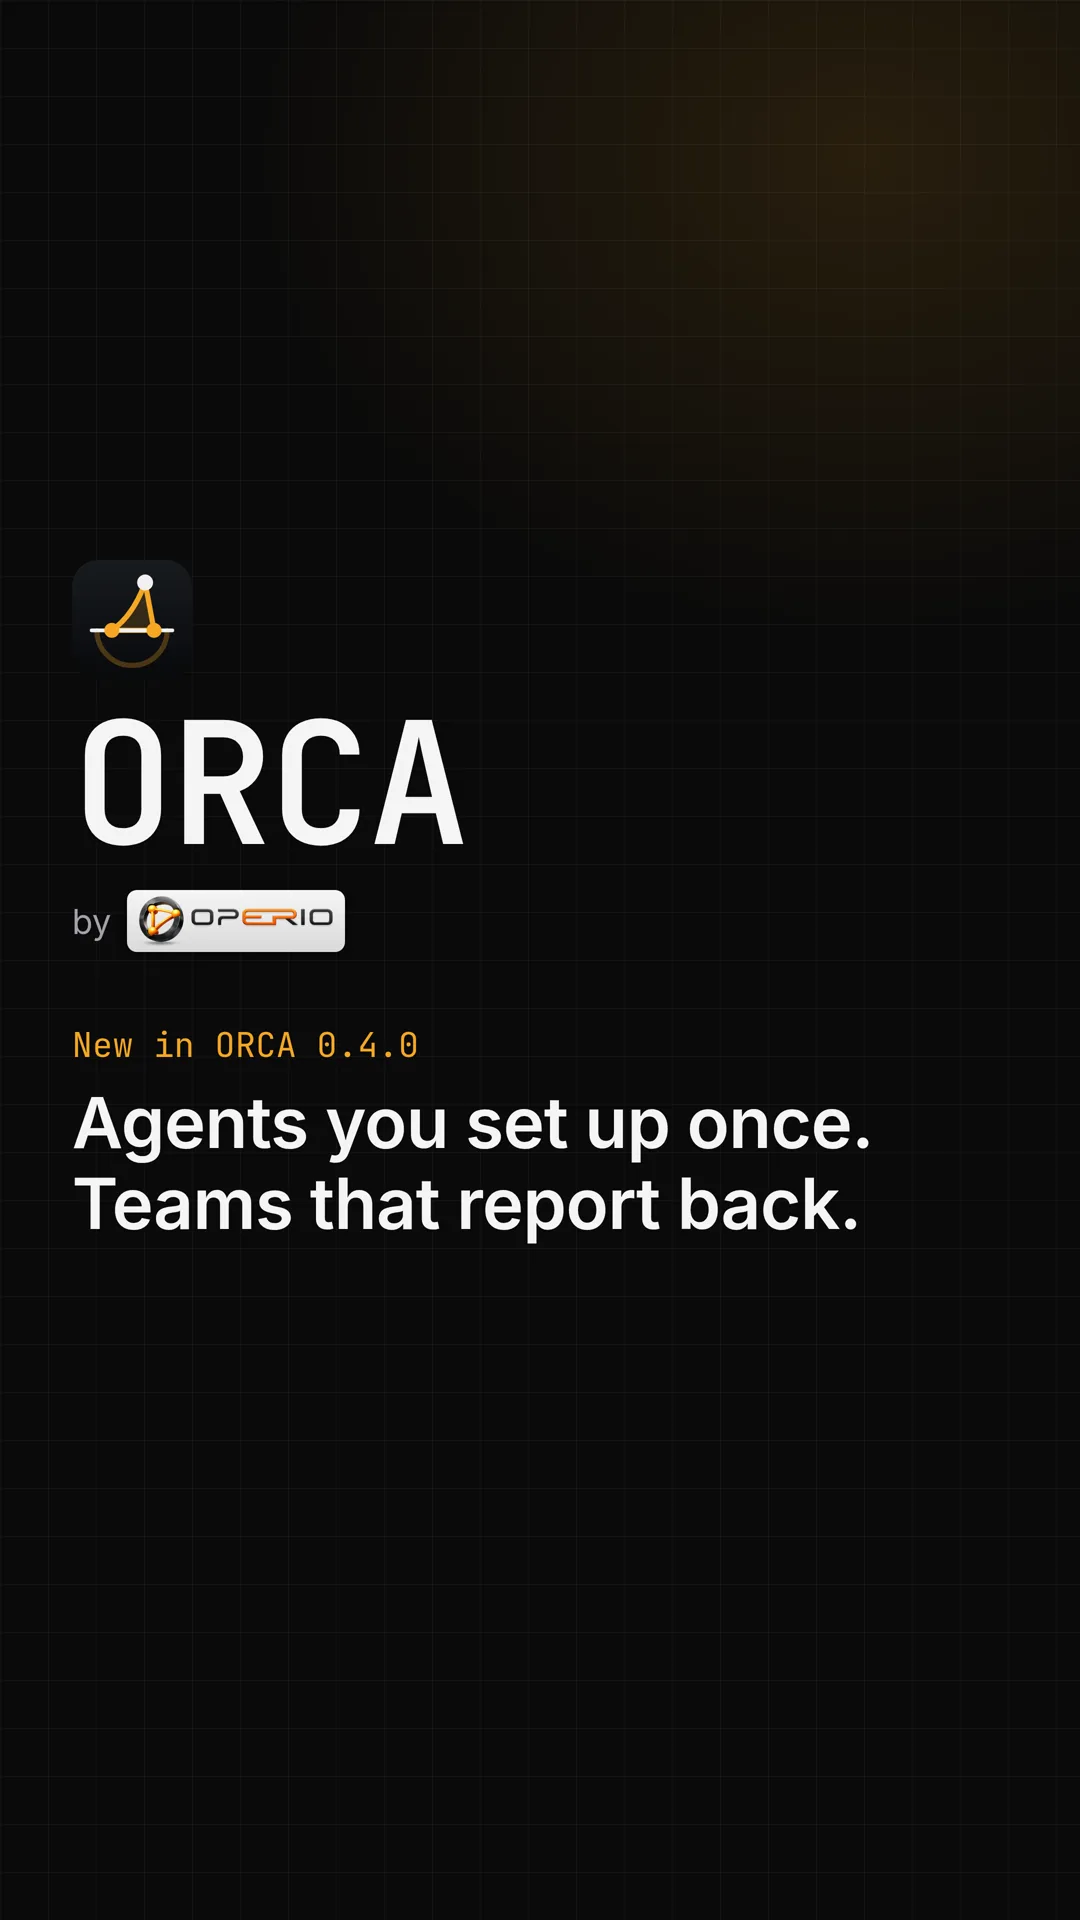 ORCA
by OPERIO
New in ORCA 0.4.0
Agents you set up once.
Teams that report back.